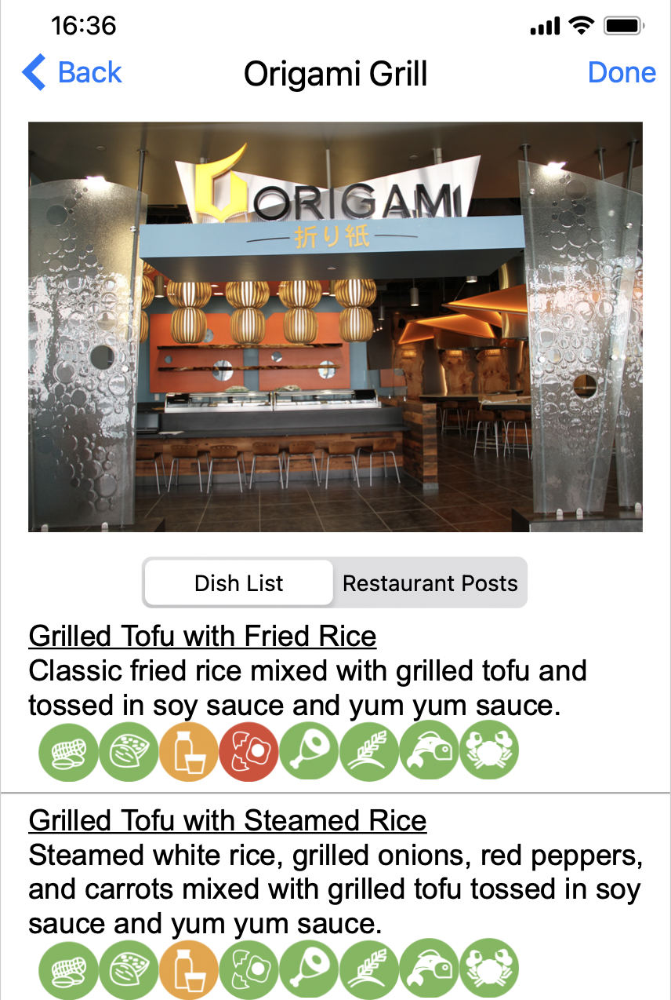 16:36
Back
Origami Grill
Done
ORIGAMI
折り紙
Dish List
Restaurant Posts
Grilled Tofu with Fried Rice
Classic fried rice mixed with grilled tofu and
tossed in soy sauce and yum yum sauce.
Grilled Tofu with Steamed Rice
Steamed white rice, grilled onions, red peppers,
and carrots mixed with grilled tofu tossed in soy
sauce and yum yum sauce.